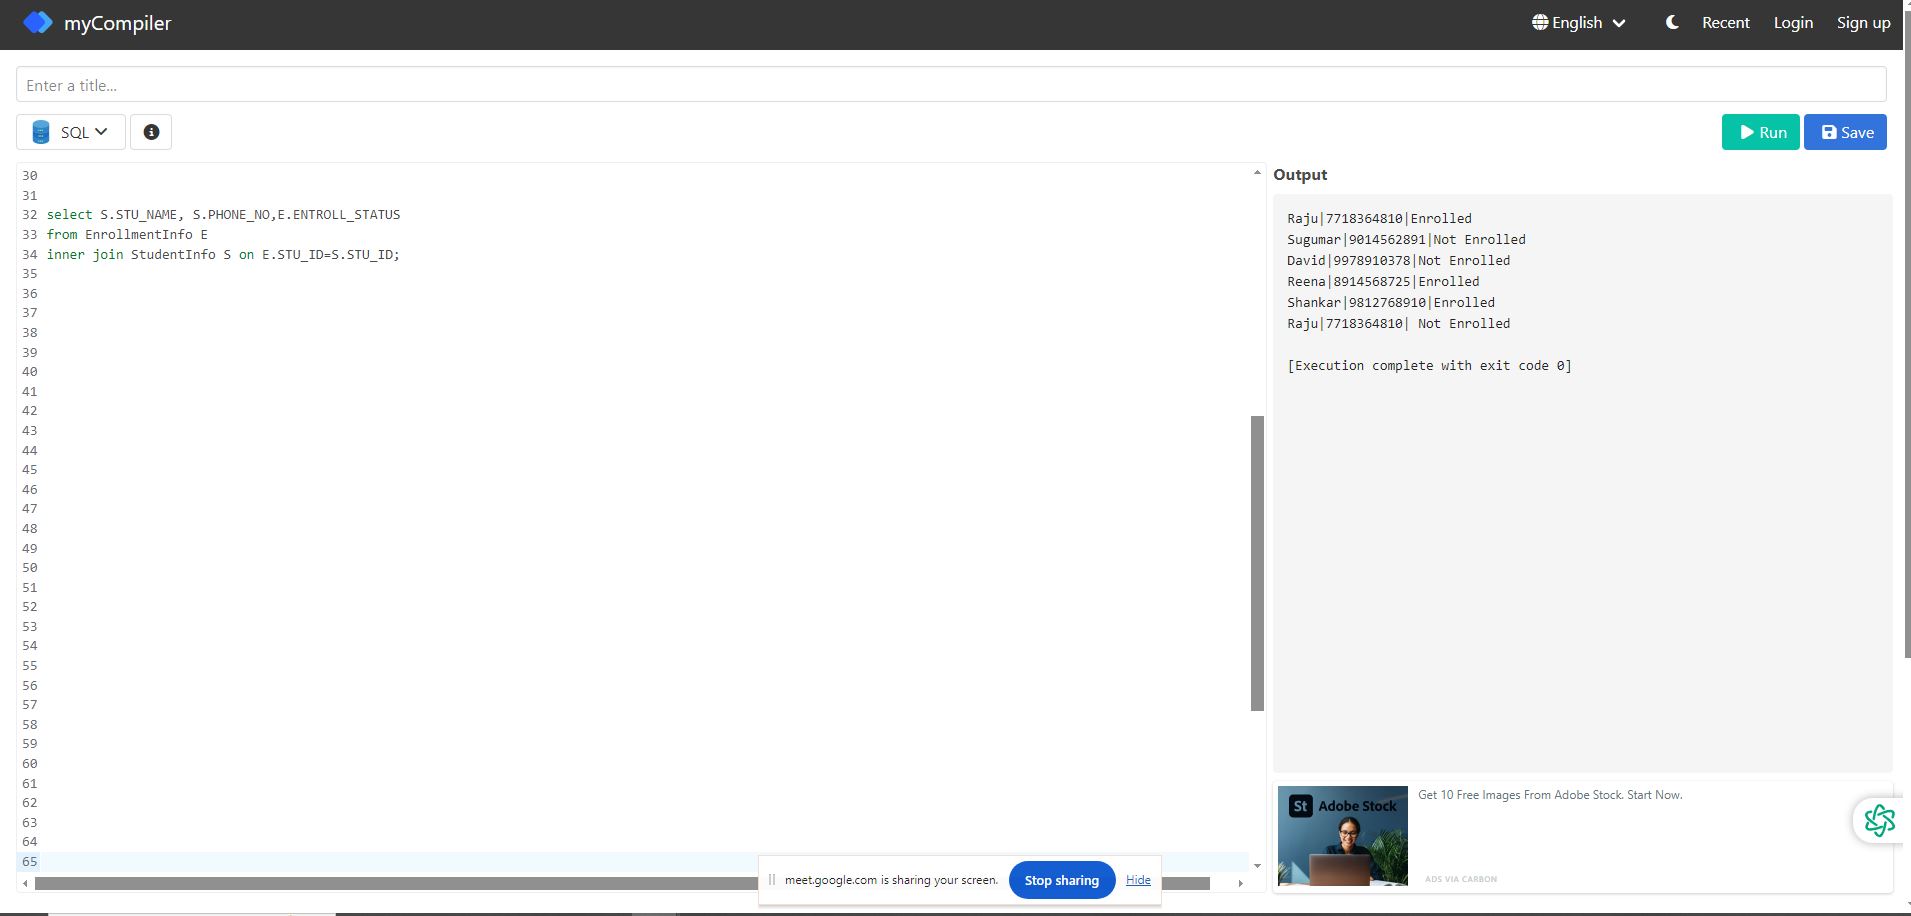 myCompiler
English
Recent
Login
Sign up
Enter a title...
SQL
Run
Save
30
31
32 select S.STU_NAME, S.PHONE_NO,E.ENTROLL_STATUS
33 from EnrollmentInfo E
34 inner join StudentInfo S on E.STU_ID=S.STU_ID;
35
36
37
38
39
40
41
42
43
44
45
46
47
48
49
50
51
52
53
54
55
56
57
58
59
60
61
62
63
64
65
Output
Raju|7718364810|Enrolled
Sugumar|9014562891|Not Enrolled
David|9978910378|Not Enrolled
Reena|8914568725|Enrolled
Shankar|9812768910|Enrolled
Raju|7718364810| Not Enrolled
[Execution complete with exit code 0]
St Adobe Stock
Get 10 Free Images From Adobe Stock. Start Now.
ADS VIA CARBON
meet.google.com is sharing your screen.
Stop sharing
Hide